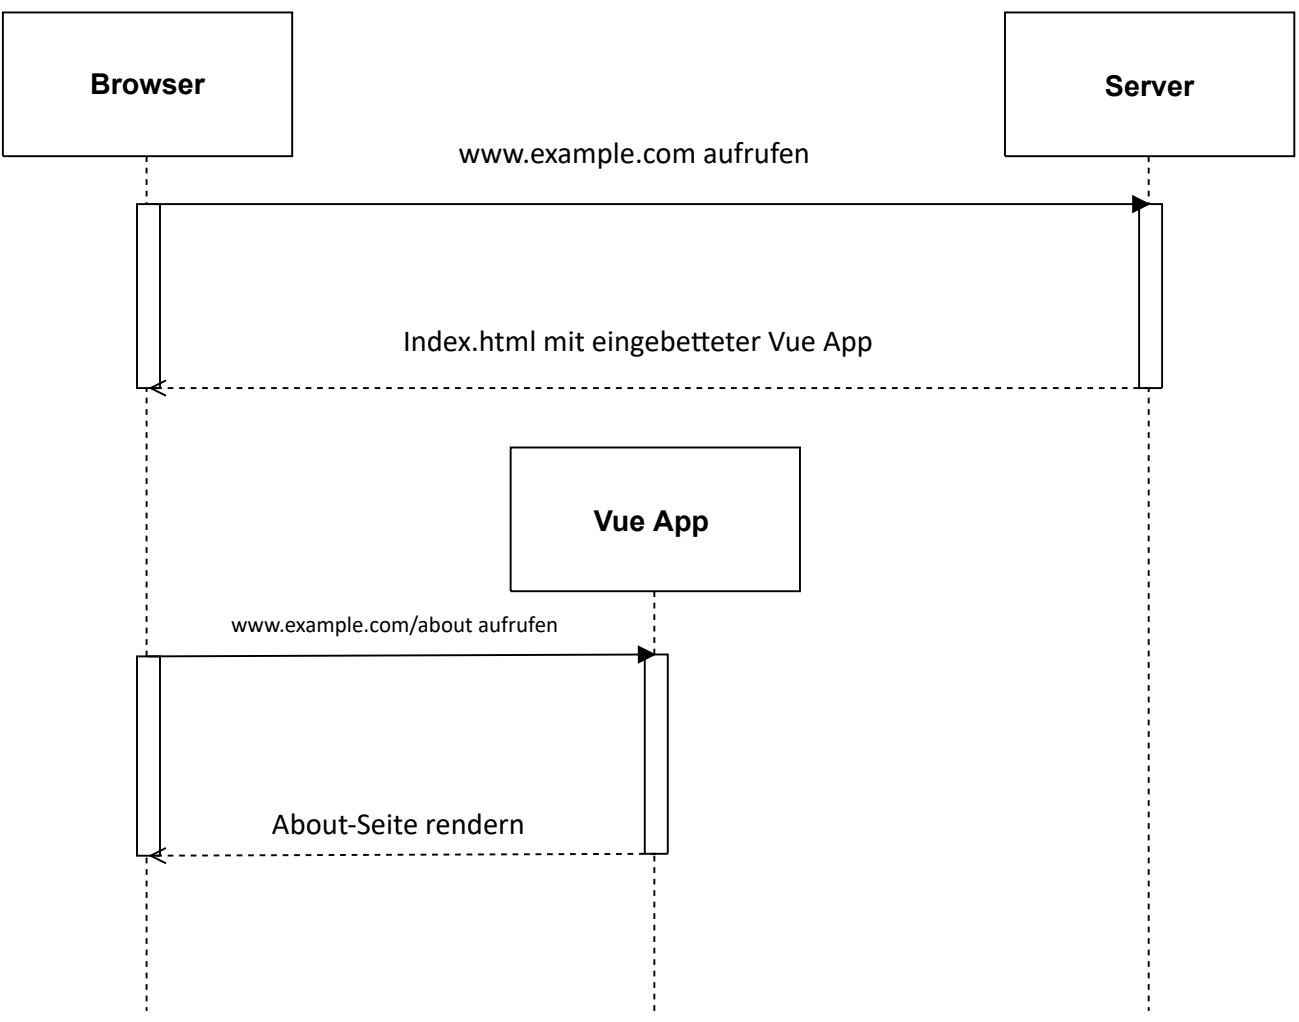 Browser
Server
www.example.com aufrufen
Index.html mit eingebetteter Vue App
Vue App
www.example.com/about aufrufen
About-Seite rendern